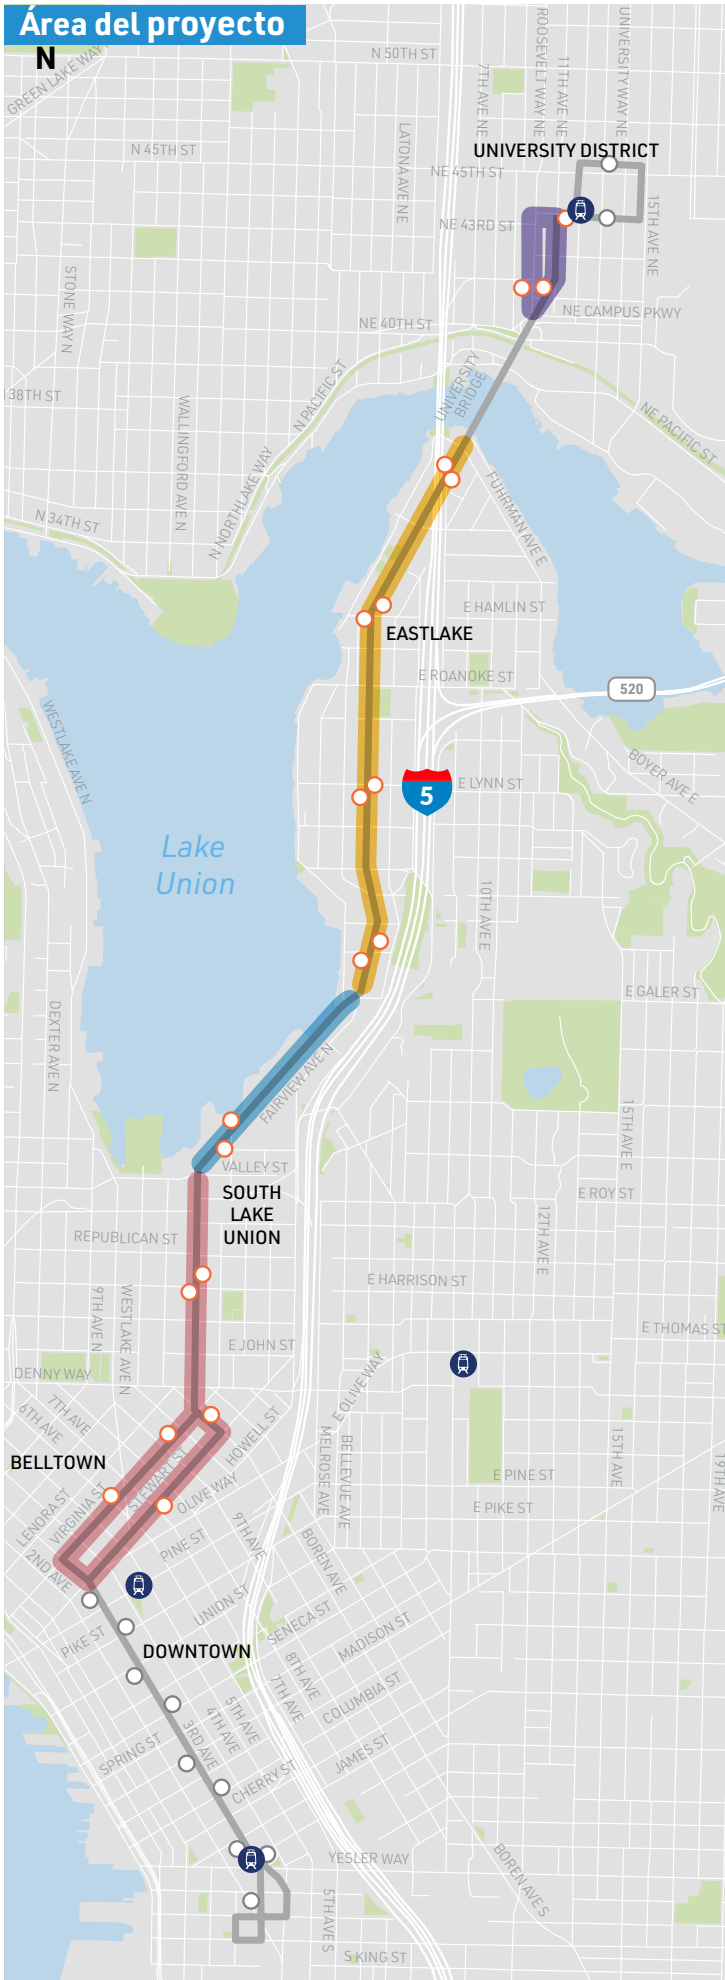 Área del proyecto
N
N 50TH ST
GREEN LAKE WAY N
LATONA AVE NE
7TH AVE NE
ROOSEVELT WAY NE
11TH AVE NE
UNIVERSITY WAY NE
N 45TH ST
UNIVERSITY DISTRICT
NE 45TH ST
NE 43RD ST
15TH AVE NE
STONE WAY N
NE 40TH ST
NE CAMPUS PKWY
UNIVERSITY
BRIDGE
N PACIFIC ST
38TH ST
WALLINGFORD AVE N
NE PACIFIC ST
N NORTHLAKE WAY
N 34TH ST
FUHRMAN AVE E
E HAMLIN ST
EASTLAKE
E ROANOKE ST
520
WESTLAKE AVE N
BOYER AVE E
5
E LYNN ST
Lake
Union
10TH AVE E
E GALER ST
DEXTER AVE N
FAIRVIEW AVE N
15TH AVE E
VALLEY ST
SOUTH
LAKE
UNION
E ROY ST
12TH AVE E
REPUBLICAN ST
E HARRISON ST
9TH AVE N
WESTLAKE AVE N
E THOMAS ST
E JOHN ST
DENNY WAY
E OLIVE WAY
7TH AVE
6TH AVE
HOWELL ST
MELROSE AVE
BELLEVUE AVE
15TH AVE
19TH AVE
BELLTOWN
STEWART ST
OLIVE WAY
E PINE ST
LENORA ST
VIRGINIA ST
E PIKE ST
9TH AVE
PINE ST
BOREN AVE
2ND AVE
UNION ST
SENECA ST
PIKE ST
MADISON ST
DOWNTOWN
8TH AVE
7TH AVE
COLUMBIA ST
5TH AVE
4TH AVE
3RD AVE
SPRING ST
JAMES ST
CHERRY ST
YESLER WAY
BOREN AVE S
5TH AVE S
S KING ST